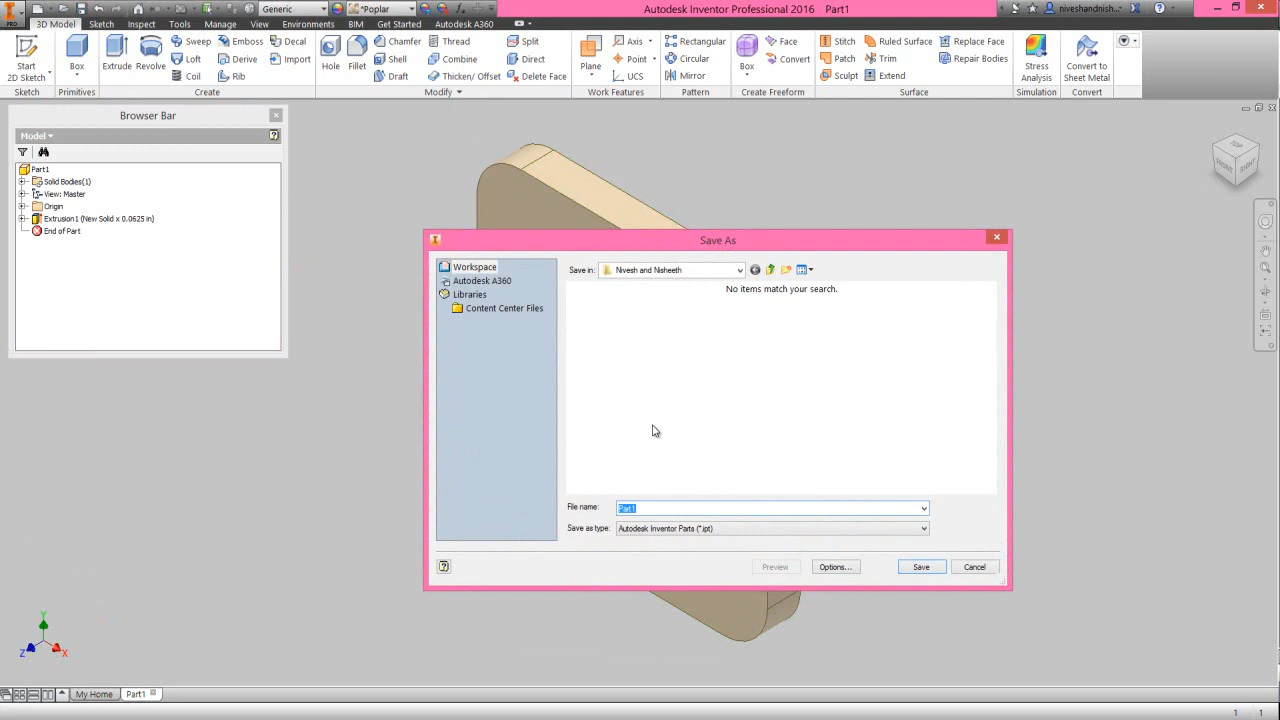 Generic
*Poplar
Autodesk Inventor Professional 2016 Part1
niveshandnish...
PRO
3D Model Sketch Inspect Tools Manage View Environments BIM Get Started Autodesk A360
Start
2D Sketch
Box
Extrude
Revolve
Sweep
Loft
Coil
Emboss
Derive
Rib
Decal
Import
Hole
Fillet
Chamfer
Shell
Draft
Thread
Combine
Thicken/ Offset
Split
Direct
Delete Face
Plane
Axis
Point
UCS
Rectangular
Circular
Mirror
Box
Face
Convert
Stitch
Patch
Sculpt
Ruled Surface
Trim
Extend
Replace Face
Repair Bodies
Stress
Analysis
Convert to
Sheet Metal
Sketch Primitives Create Modify Work Features Pattern Create Freeform Surface Simulation Convert
Browser Bar
Model
Part1
Solid Bodies(1)
View: Master
Origin
Extrusion1 (New Solid x 0.0625 in)
End of Part
TOP
FRONT
RIGHT
Save As
Workspace
Autodesk A360
Libraries
Content Center Files
Save in: Nivesh and Nisheeth
No items match your search.
File name: Part1
Save as type: Autodesk Inventor Parts (*.ipt)
Preview Options... Save Cancel
Y
Z
X
My Home Part1
1 1